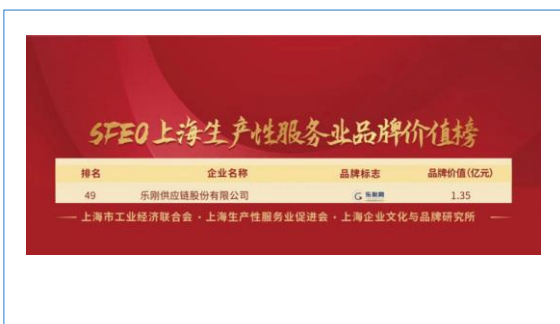 SFEO上海生产性服务业品牌价值榜
排名 企业名称 品牌标志 品牌价值(亿元)
49 乐刚供应链股份有限公司 乐刚网 1.35
上海市工业经济联合会·上海生产性服务业促进会·上海企业文化与品牌研究所